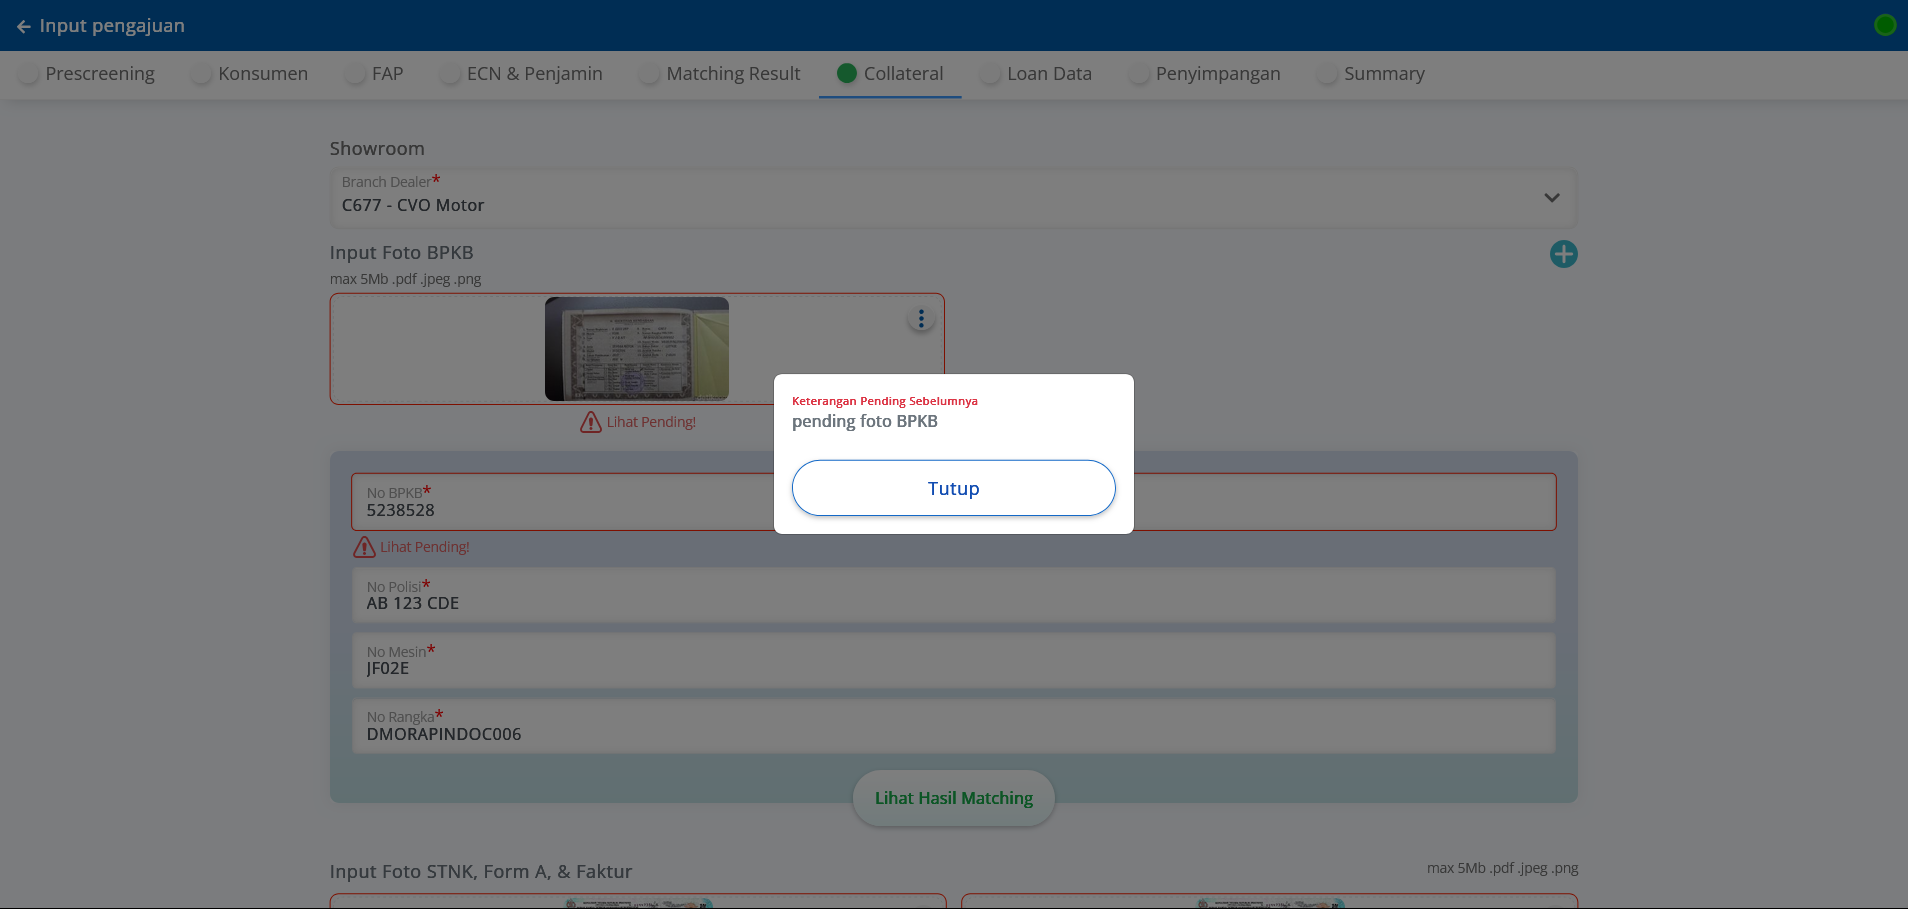 Input pengajuan
Prescreening
Konsumen
FAP
ECN & Penjamin
Matching Result
Collateral
Loan Data
Penyimpangan
Summary
Showroom
Branch Dealer*
C677 - CVO Motor
Input Foto BPKB
max 5Mb .pdf .jpeg .png
Lihat Pending!
Keterangan Pending Sebelumnya
pending foto BPKB
Tutup
No BPKB*
5238528
Lihat Pending!
No Polisi*
AB 123 CDE
No Mesin*
JF02E
No Rangka*
DMORAPINDOC006
Lihat Hasil Matching
Input Foto STNK, Form A, & Faktur
max 5Mb .pdf .jpeg .png